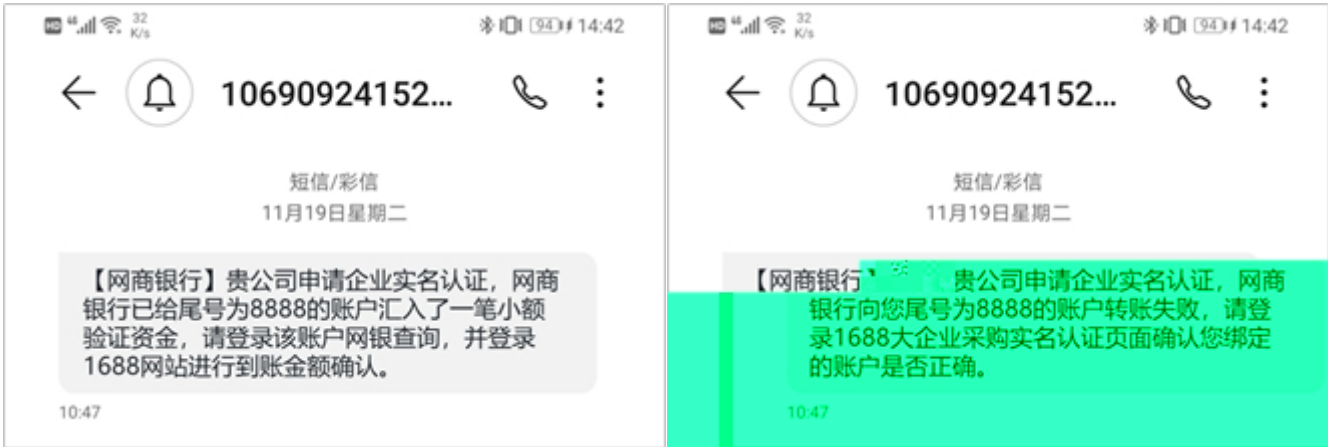 HD 46 32 K/s 94 14:42
10690924152...
短信/彩信
11月19日星期二
【网商银行】贵公司申请企业实名认证，网商
银行已给尾号为8888的账户汇入了一笔小额
验证资金，请登录该账户网银查询，并登录
1688网站进行到账金额确认。
10:47
HD 46 32 K/s 94 14:42
10690924152...
短信/彩信
11月19日星期二
【网商银行】贵公司申请企业实名认证，网商
银行向您尾号为8888的账户转账失败，请登
录1688大企业采购实名认证页面确认您绑定
的账户是否正确。
10:47